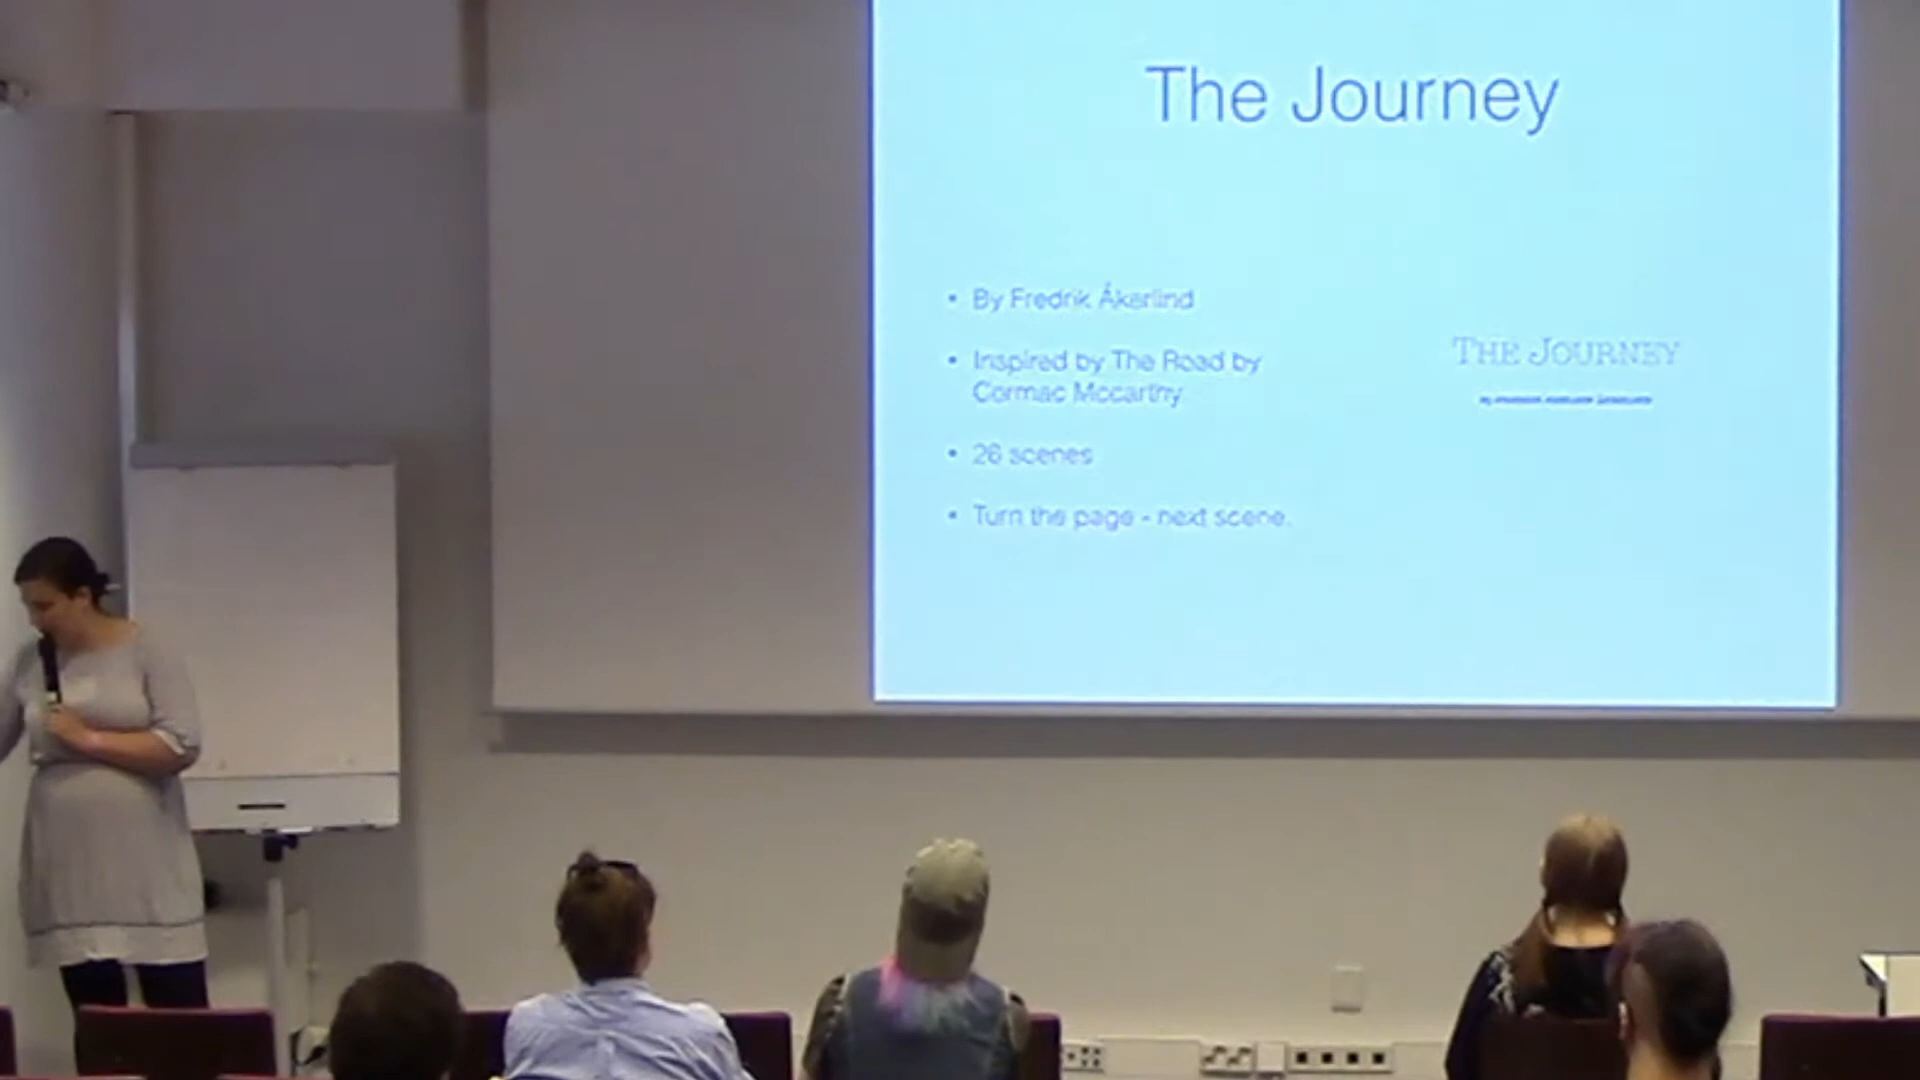 The Journey
• By Fredrik Åkerlind
• Inspired by The Road by
Cormac Mccarthy
• 26 scenes
• Turn the page - next scene.
THE JOURNEY